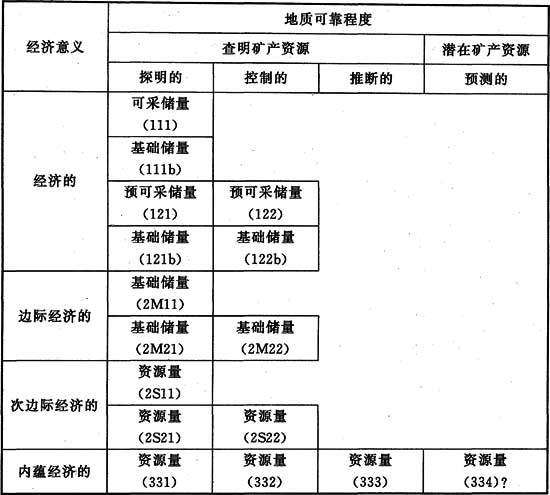 经济意义
地质可靠程度
查明矿产资源 潜在矿产资源
探明的 控制的 推断的 预测的
经济的
可采储量
(111)
基础储量
(111b)
预可采储量 预可采储量
(121) (122)
基础储量 基础储量
(121b) (122b)
边际经济的
基础储量
(2M11)
基础储量 基础储量
(2M21) (2M22)
次边际经济的
资源量
(2S11)
资源量 资源量
(2S21) (2S22)
内蕴经济的
资源量 资源量 资源量 资源量
(331) (332) (333) (334)?